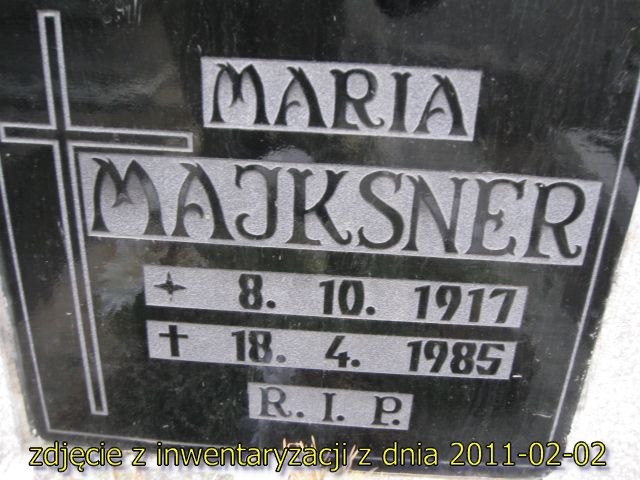 MARIA
MAJKSNER
8. 10. 1917
✝ 18. 4. 1985
R. I. P.
zdjęcie z inwentaryzacji z dnia 2011-02-02